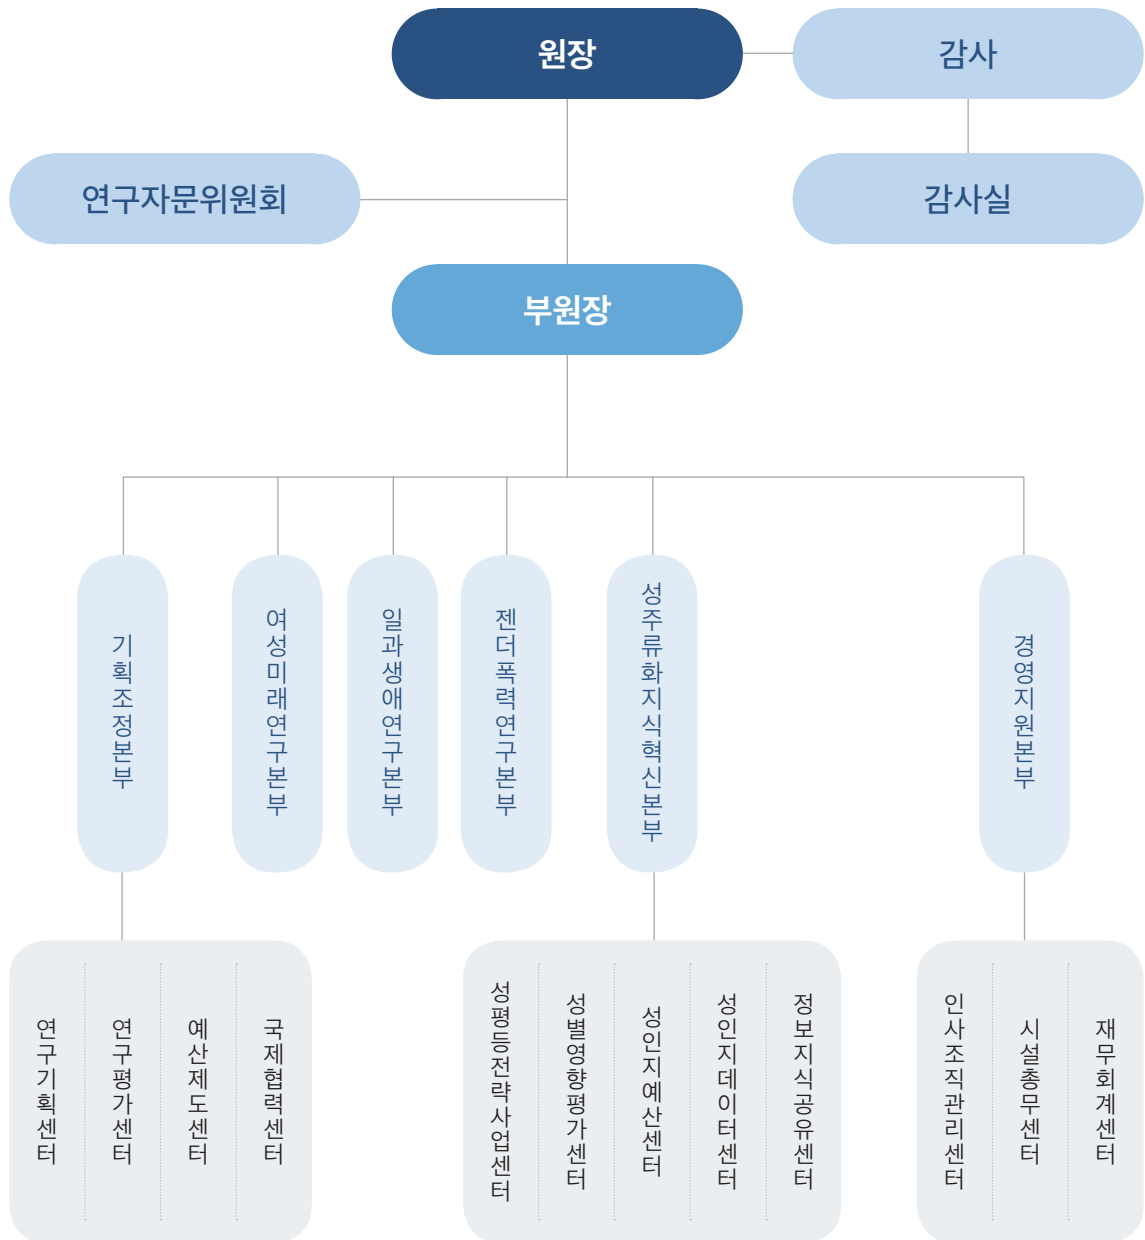 원장
감사
연구자문위원회
감사실
부원장
기획조정본부
여성미래연구본부
일과생애연구본부
젠더폭력연구본부
성주류화지식혁신본부
경영지원본부
연구기획센터
연구평가센터
예산제도센터
국제협력센터
성평등전략사업센터
성별영향평가센터
성인지예산센터
성인지데이터센터
정보지식공유센터
인사조직관리센터
시설총무센터
재무회계센터